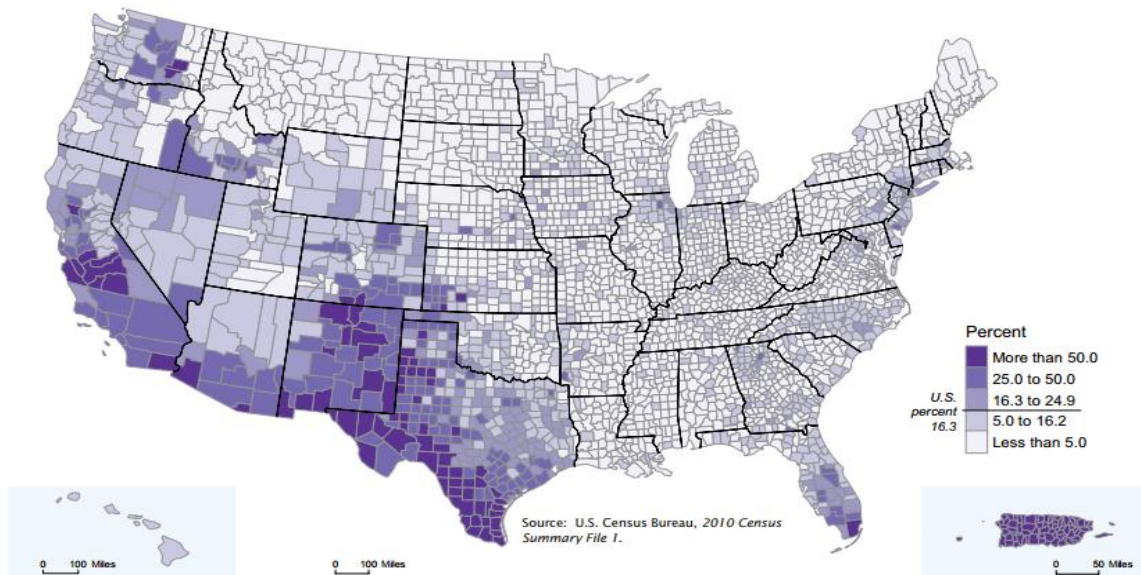 Percent
More than 50.0
25.0 to 50.0
16.3 to 24.9
U.S.
percent
16.3
5.0 to 16.2
Less than 5.0
Source: U.S. Census Bureau, 2010 Census
Summary File 1.
0 100 Miles
0 100 Miles
0 50 Miles